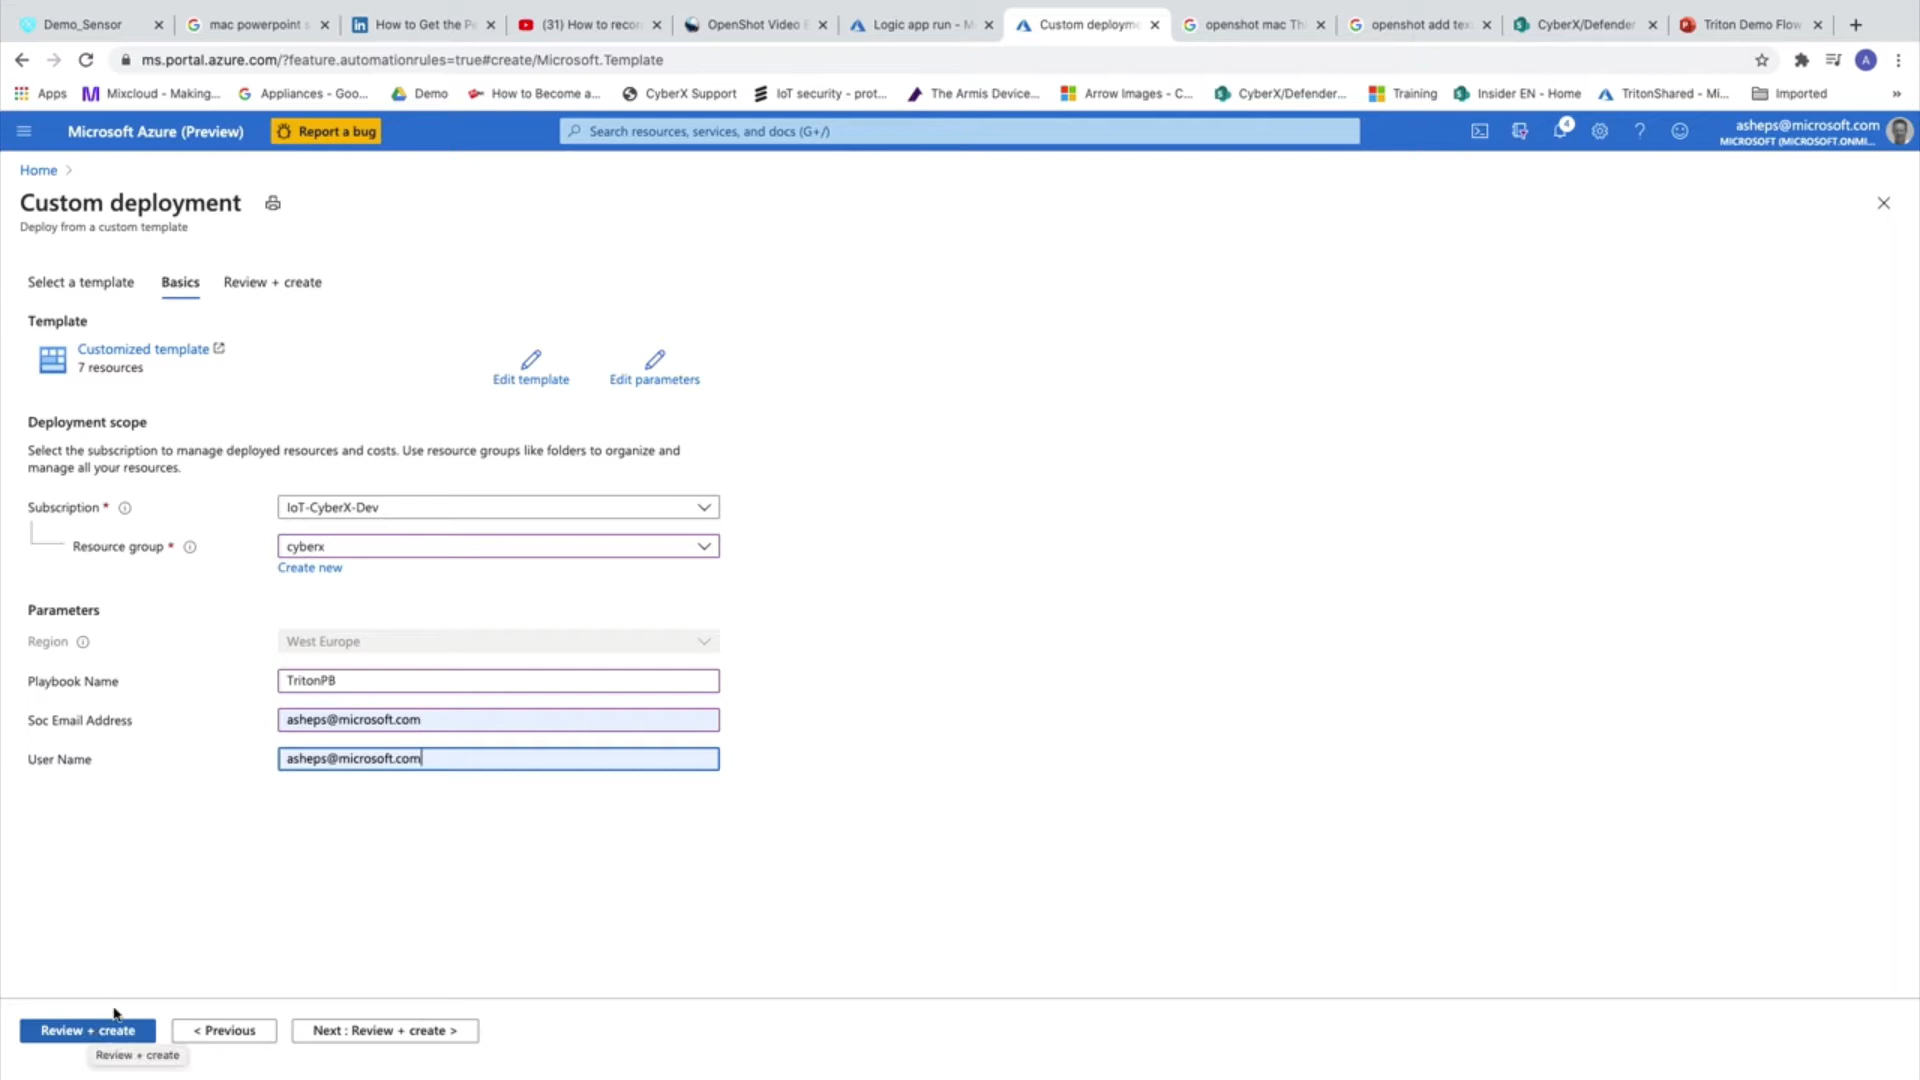 Demo_Sensor
mac powerpoint s
How to Get the Pe
(31) How to recor
OpenShot Video E
Logic app run - M
Custom deployme
openshot mac Th
openshot add tex
CyberX/Defender
Triton Demo Flow
ms.portal.azure.com/?feature.automationrules=true#create/Microsoft.Template
A
Apps
Mixcloud - Making...
Appliances - Goo...
Demo
How to Become a...
CyberX Support
IoT security - prot...
The Armis Device...
Arrow Images - C...
CyberX/Defender...
Training
Insider EN - Home
TritonShared - Mi...
Imported
»
Microsoft Azure (Preview)
Report a bug
Search resources, services, and docs (G+/)
4
asheps@microsoft.com
MICROSOFT (MICROSOFT.ONMI...
Home >
Custom deployment
Deploy from a custom template
Select a template
Basics
Review + create
Template
Customized template
7 resources
Edit template
Edit parameters
Deployment scope
Select the subscription to manage deployed resources and costs. Use resource groups like folders to organize and
manage all your resources.
Subscription *
IoT-CyberX-Dev
Resource group *
cyberx
Create new
Parameters
Region
West Europe
Playbook Name
TritonPB
Soc Email Address
asheps@microsoft.com
User Name
asheps@microsoft.com
Review + create
< Previous
Next : Review + create >
Review + create